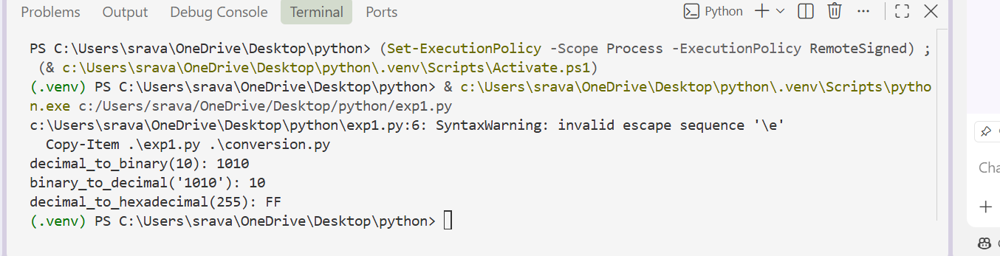 Problems Output Debug Console Terminal Ports Python
PS C:\Users\srava\OneDrive\Desktop\python> (Set-ExecutionPolicy -Scope Process -ExecutionPolicy RemoteSigned) ;
(& c:\Users\srava\OneDrive\Desktop\python\.venv\Scripts\Activate.ps1)
(.venv) PS C:\Users\srava\OneDrive\Desktop\python> & c:\Users\srava\OneDrive\Desktop\python\.venv\Scripts\pytho
n.exe c:/Users/srava/OneDrive/Desktop/python/exp1.py
c:\Users\srava\OneDrive\Desktop\python\exp1.py:6: SyntaxWarning: invalid escape sequence '\e'
Copy-Item .\exp1.py .\conversion.py
decimal_to_binary(10): 1010
binary_to_decimal('1010'): 10
decimal_to_hexadecimal(255): FF
(.venv) PS C:\Users\srava\OneDrive\Desktop\python>
Cha